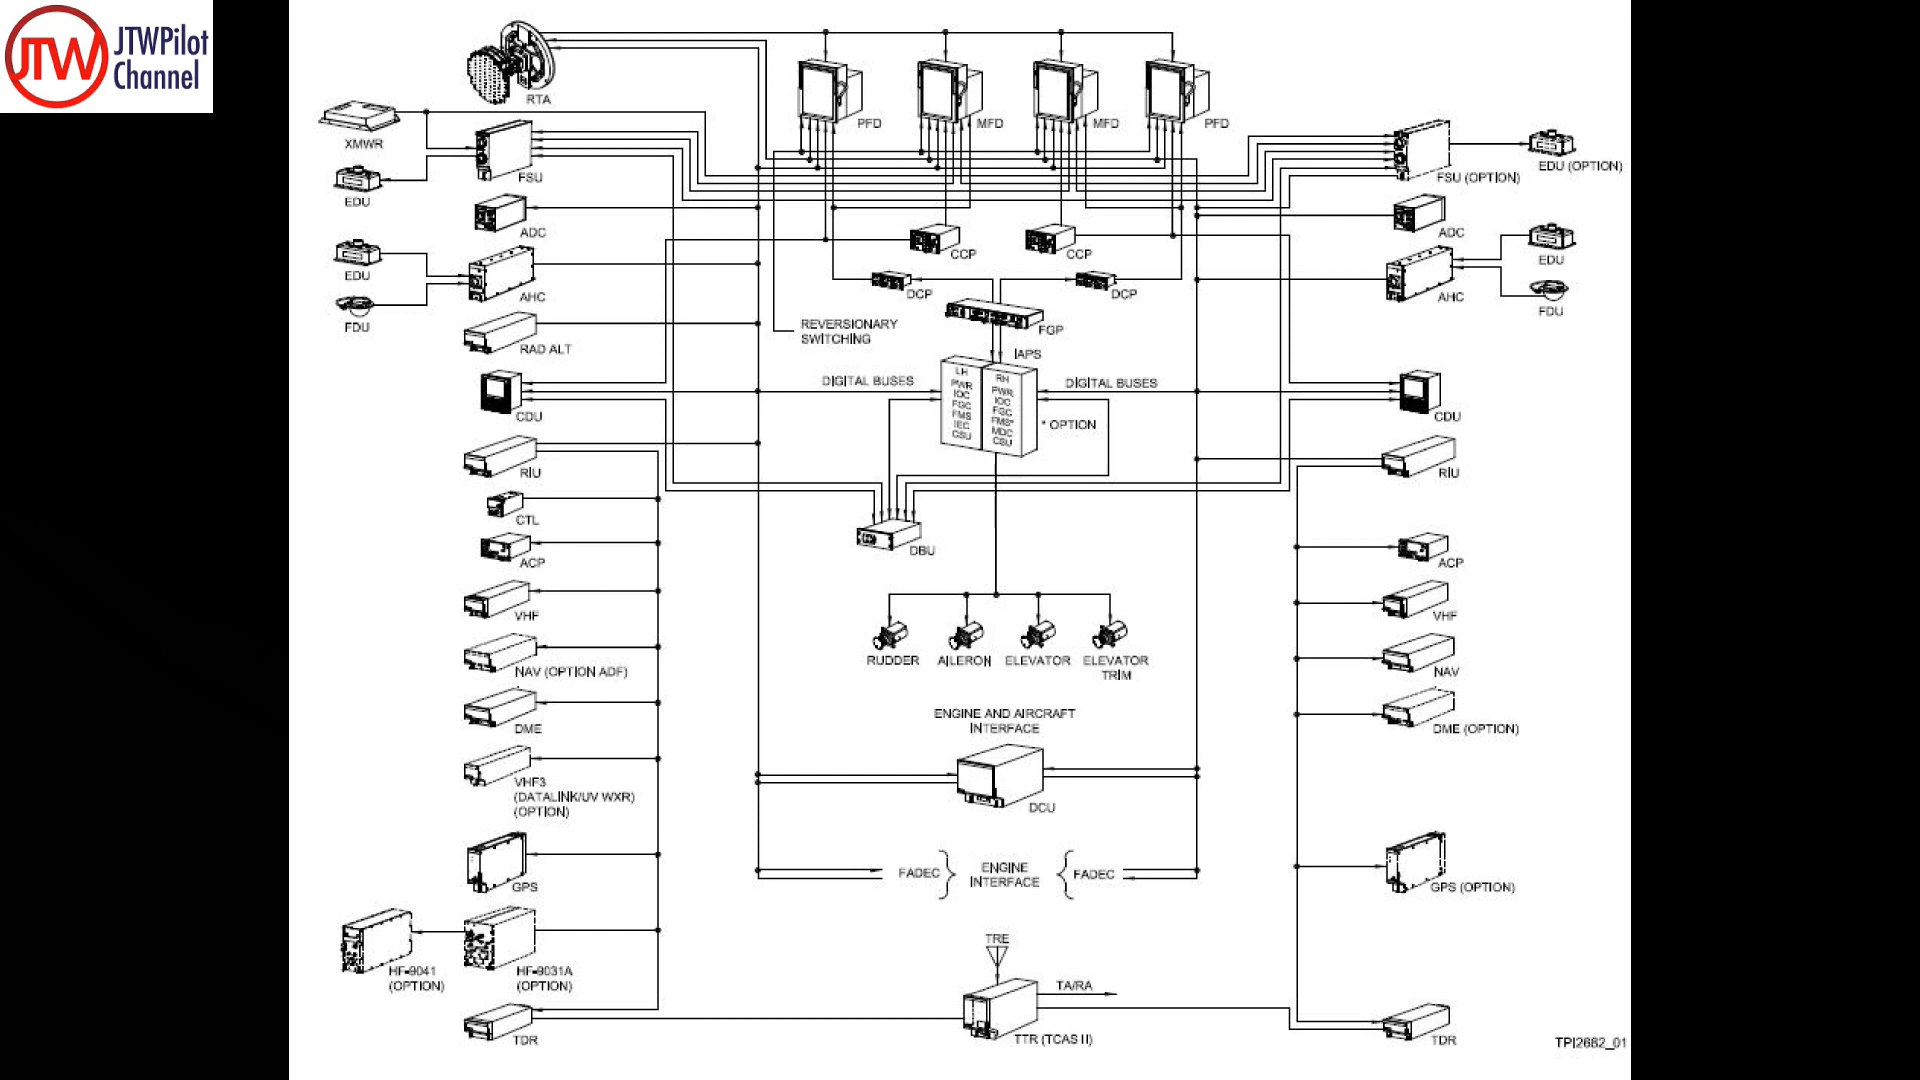 JTW
JTWPilot
Channel
RTA
PFD
MFD
MFD
PFD
XMWR
FSU
EDU
FSU (OPTION)
EDU (OPTION)
ADC
ADC
EDU
FDU
AHC
CCP
CCP
DCP
DCP
FGP
AHC
EDU
FDU
RAD ALT
REVERSIONARY
SWITCHING
IAPS
DIGITAL BUSES
DIGITAL BUSES
LH
PWR
IOC
FGC
FMS
IEC
CSU
RH
PWR
IOC
FGC
FMS*
MDC
CSU
* OPTION
CDU
CDU
RIU
RIU
CTL
DBU
ACP
ACP
VHF
VHF
RUDDER
AILERON
ELEVATOR
ELEVATOR
TRIM
NAV (OPTION ADF)
NAV
DME
DME (OPTION)
ENGINE AND AIRCRAFT
INTERFACE
DCU
VHF3
(DATALINK/UV WXR)
(OPTION)
FADEC
ENGINE
INTERFACE
FADEC
GPS
GPS (OPTION)
HF-9041
(OPTION)
HF-9031A
(OPTION)
TRE
TA/RA
TTR (TCAS II)
TDR
TDR
TPI2682_01